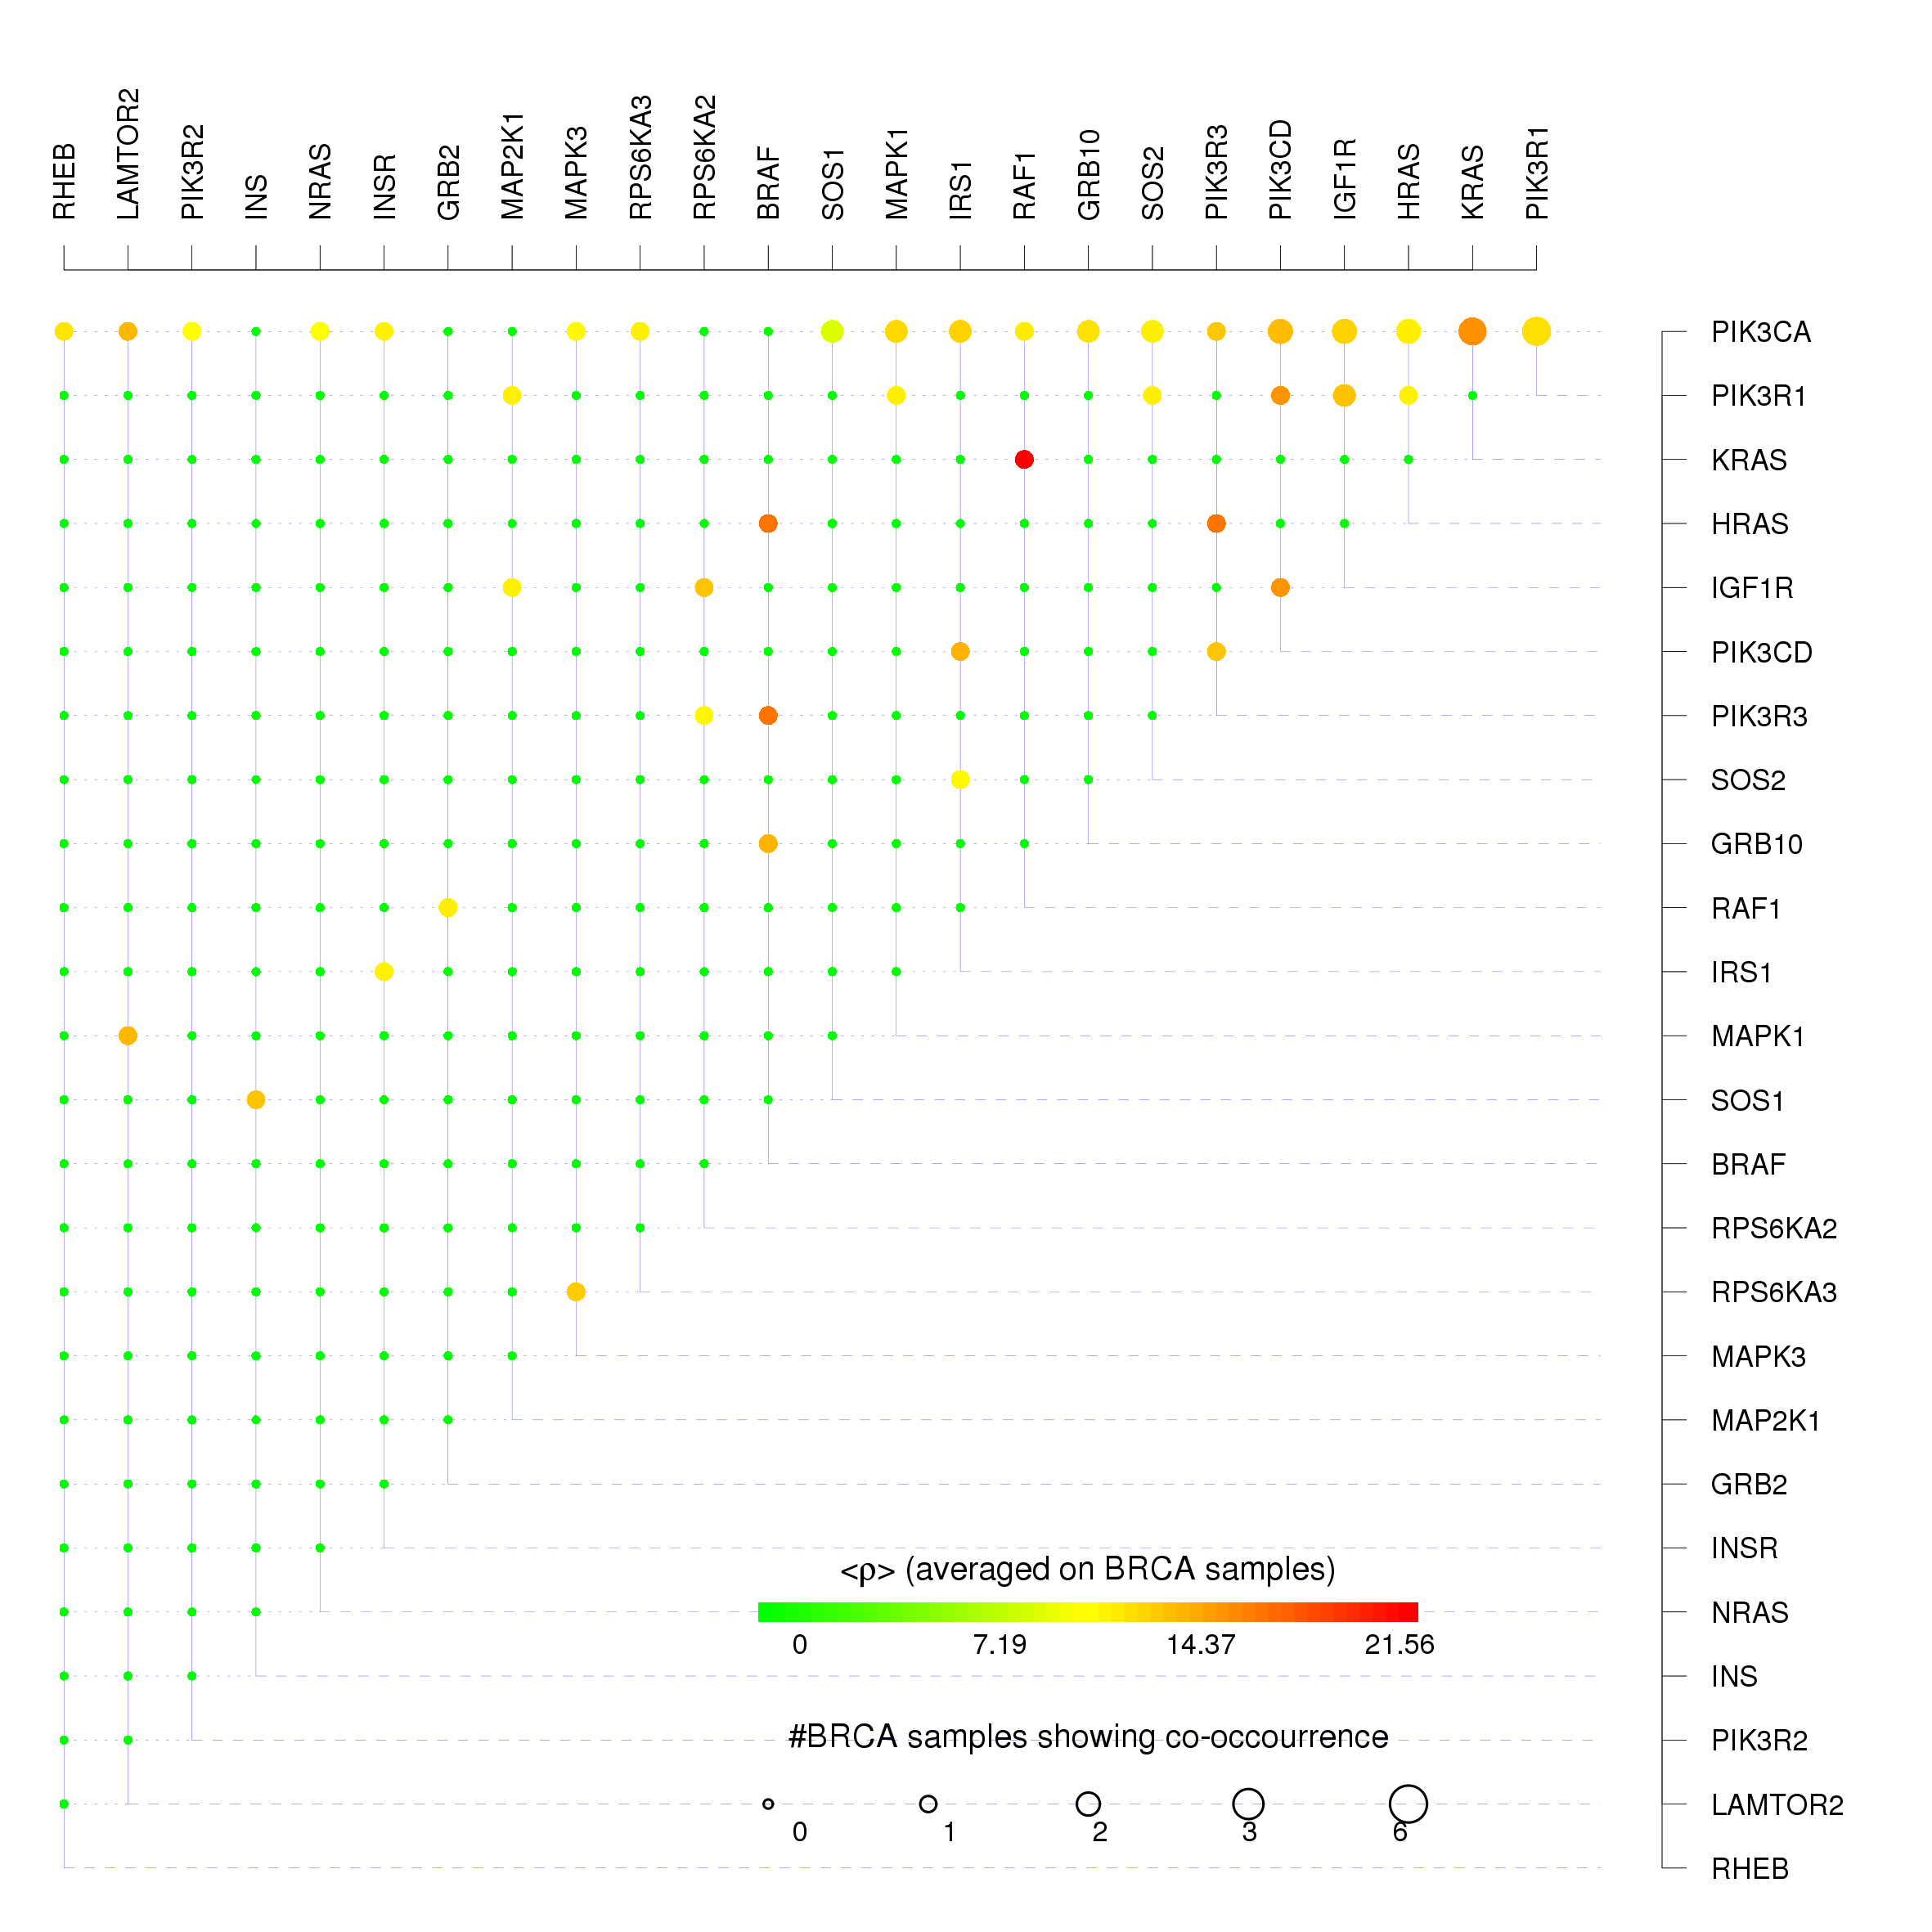 RHEB
LAMTOR2
PIK3R2
INS
NRAS
INSR
GRB2
MAP2K1
MAPK3
RPS6KA3
RPS6KA2
BRAF
SOS1
MAPK1
IRS1
RAF1
GRB10
SOS2
PIK3R3
PIK3CD
IGF1R
HRAS
KRAS
PIK3R1
PIK3CA
PIK3R1
KRAS
HRAS
IGF1R
PIK3CD
PIK3R3
SOS2
GRB10
RAF1
IRS1
MAPK1
SOS1
BRAF
RPS6KA2
RPS6KA3
MAPK3
MAP2K1
GRB2
INSR
NRAS
INS
PIK3R2
LAMTOR2
RHEB
<ρ> (averaged on BRCA samples)
0 7.19 14.37 21.56
#BRCA samples showing co-occourrence
0 1 2 3 6